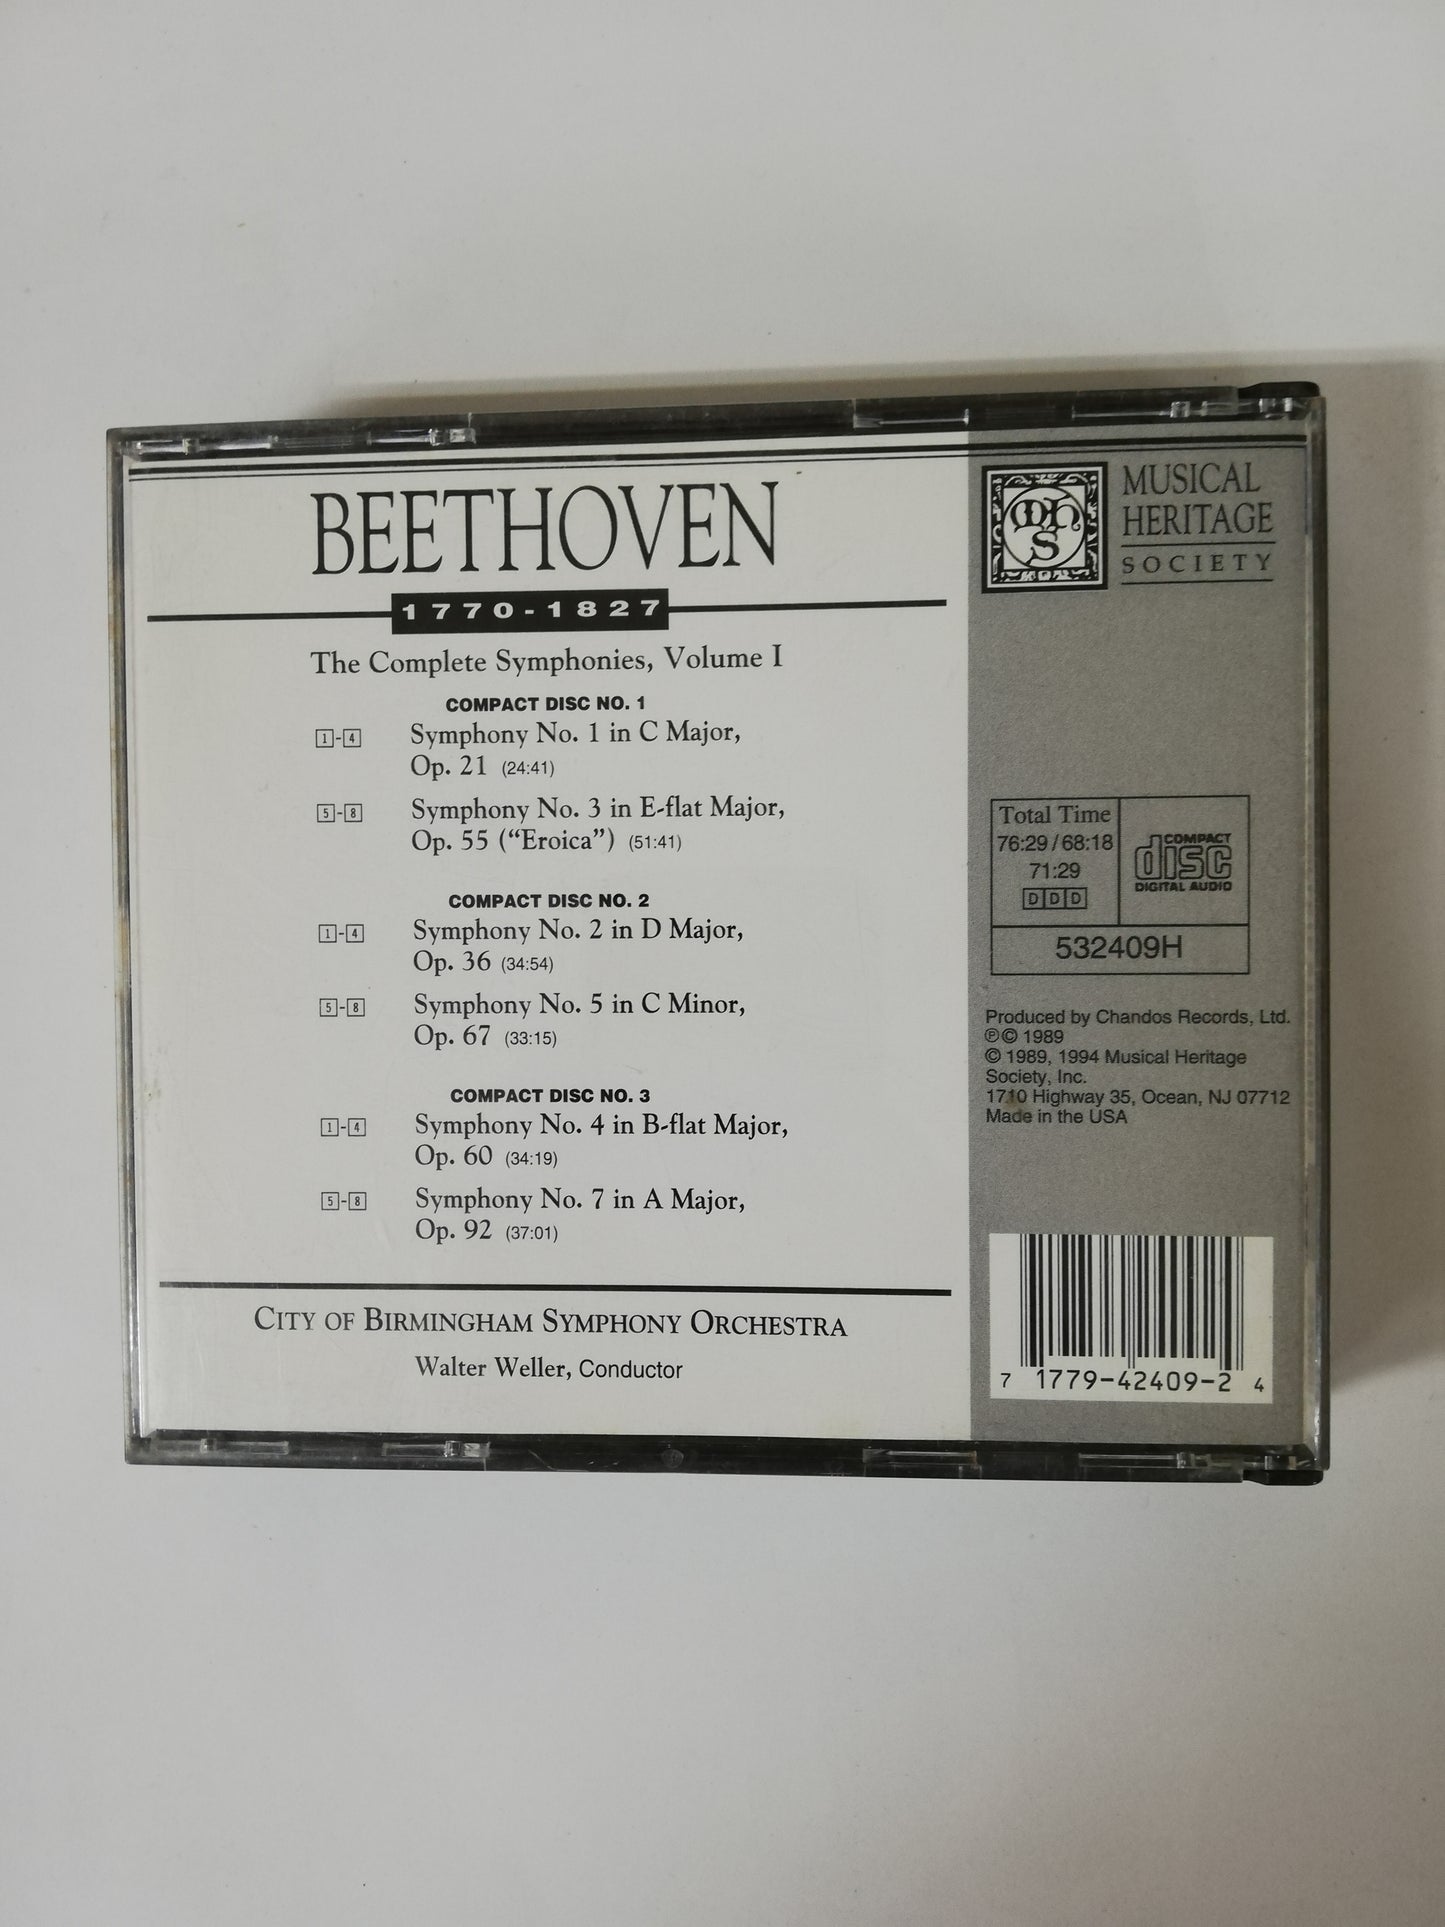 BEETHOVEN
1770-1827
The Complete Symphonies, Volume I
COMPACT DISC NO. 1
1-4 Symphony No. 1 in C Major,
Op. 21 (24:41)
5-8 Symphony No. 3 in E-flat Major,
Op. 55 (“Eroica”) (51:41)
COMPACT DISC NO. 2
1-4 Symphony No. 2 in D Major,
Op. 36 (34:54)
5-8 Symphony No. 5 in C Minor,
Op. 67 (33:15)
COMPACT DISC NO. 3
1-4 Symphony No. 4 in B-flat Major,
Op. 60 (34:19)
5-8 Symphony No. 7 in A Major,
Op. 92 (37:01)
CITY OF BIRMINGHAM SYMPHONY ORCHESTRA
Walter Weller, Conductor
mhs
MUSICAL
HERITAGE
SOCIETY
Total Time
76:29/68:18
71:29
DDD
COMPACT
disc
DIGITAL AUDIO
532409H
Produced by Chandos Records, Ltd.
℗© 1989
© 1989, 1994 Musical Heritage
Society, Inc.
1710 Highway 35, Ocean, NJ 07712
Made in the USA
7 1779-42409-2 4